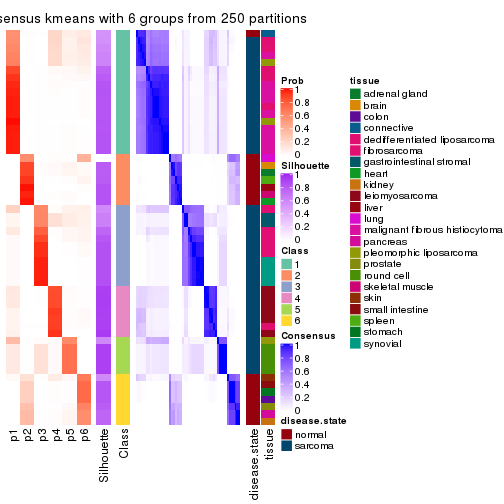 sensus kmeans with 6 groups from 250 partitions
Prob
1
0.8
0.6
0.4
0.2
0
Silhouette
1
0.8
0.6
0.4
0.2
0
Class
1
2
3
4
5
6
Consensus
1
0.8
0.6
0.4
0.2
0
disease.state
normal
sarcoma
tissue
adrenal gland
brain
colon
connective
dedifferentiated liposarcoma
fibrosarcoma
gastrointestinal stromal
heart
kidney
leiomyosarcoma
liver
lung
malignant fibrous histiocytoma
pancreas
pleomorphic liposarcoma
prostate
round cell
skeletal muscle
skin
small intestine
spleen
stomach
synovial
p1
p2
p3
p4
p5
p6
Silhouette
Class
disease.state
tissue